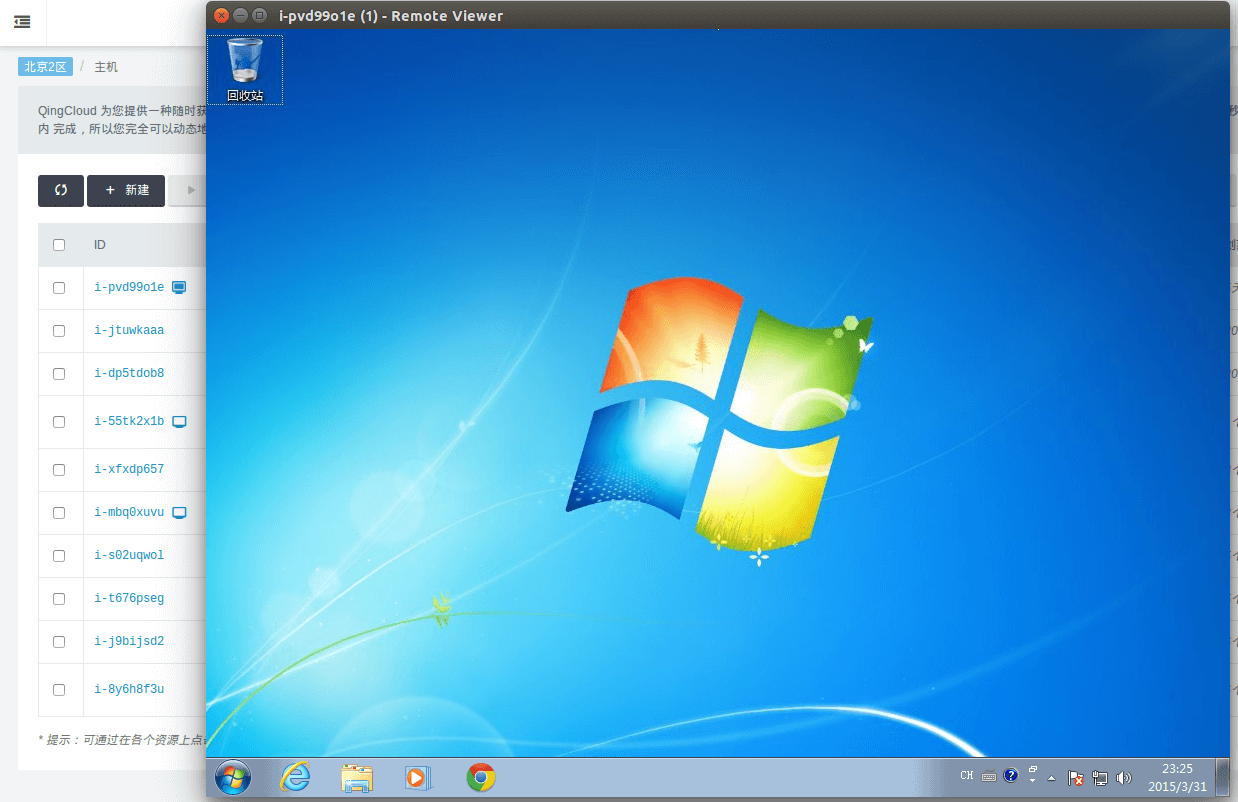 i-pvd99o1e (1) - Remote Viewer
北京2区 / 主机
QingCloud 为您提供一种随时获
内 完成，所以您完全可以动态地
+ 新建
ID
i-pvd99o1e
i-jtuwkaaa
i-dp5tdob8
i-55tk2x1b
i-xfxdp657
i-mbq0xuvu
i-s02uqwol
i-t676pseg
i-j9bijsd2
i-8y6h8f3u
* 提示：可通过在各个资源上点
回收站
CH
23:25
2015/3/31